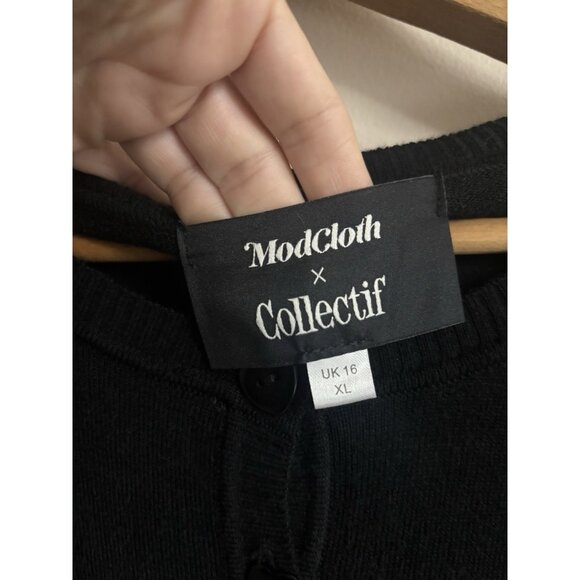 ModCloth
×
Collectif
UK 16
XL